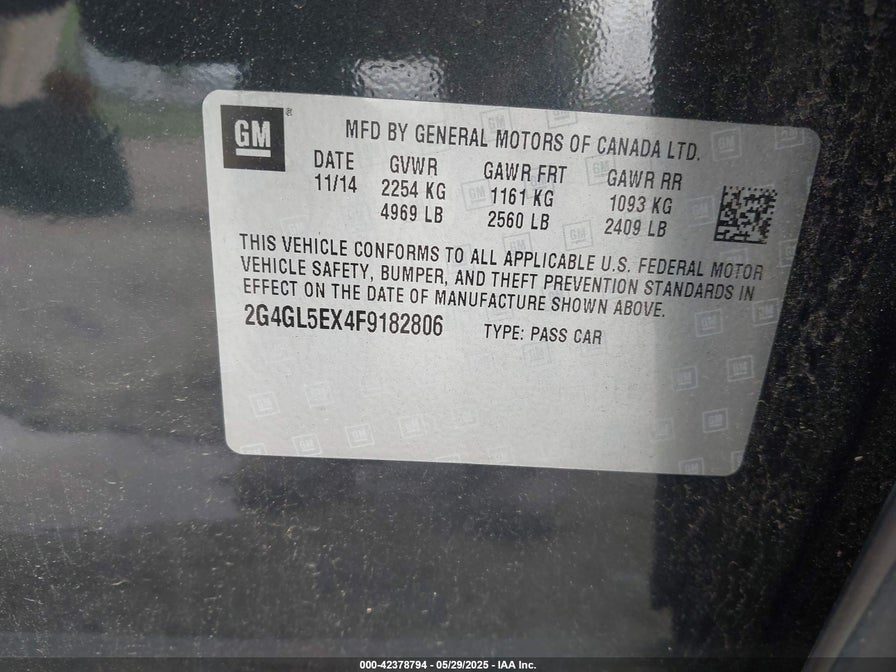 GM
MFD BY GENERAL MOTORS OF CANADA LTD.
DATE GVWR GAWR FRT GAWR RR
11/14 2254 KG 1161 KG 1093 KG
4969 LB 2560 LB 2409 LB
THIS VEHICLE CONFORMS TO ALL APPLICABLE U.S. FEDERAL MOTOR
VEHICLE SAFETY, BUMPER, AND THEFT PREVENTION STANDARDS IN
EFFECT ON THE DATE OF MANUFACTURE SHOWN ABOVE.
2G4GL5EX4F9182806 TYPE: PASS CAR
000-42378794 - 05/29/2025 - IAA Inc.